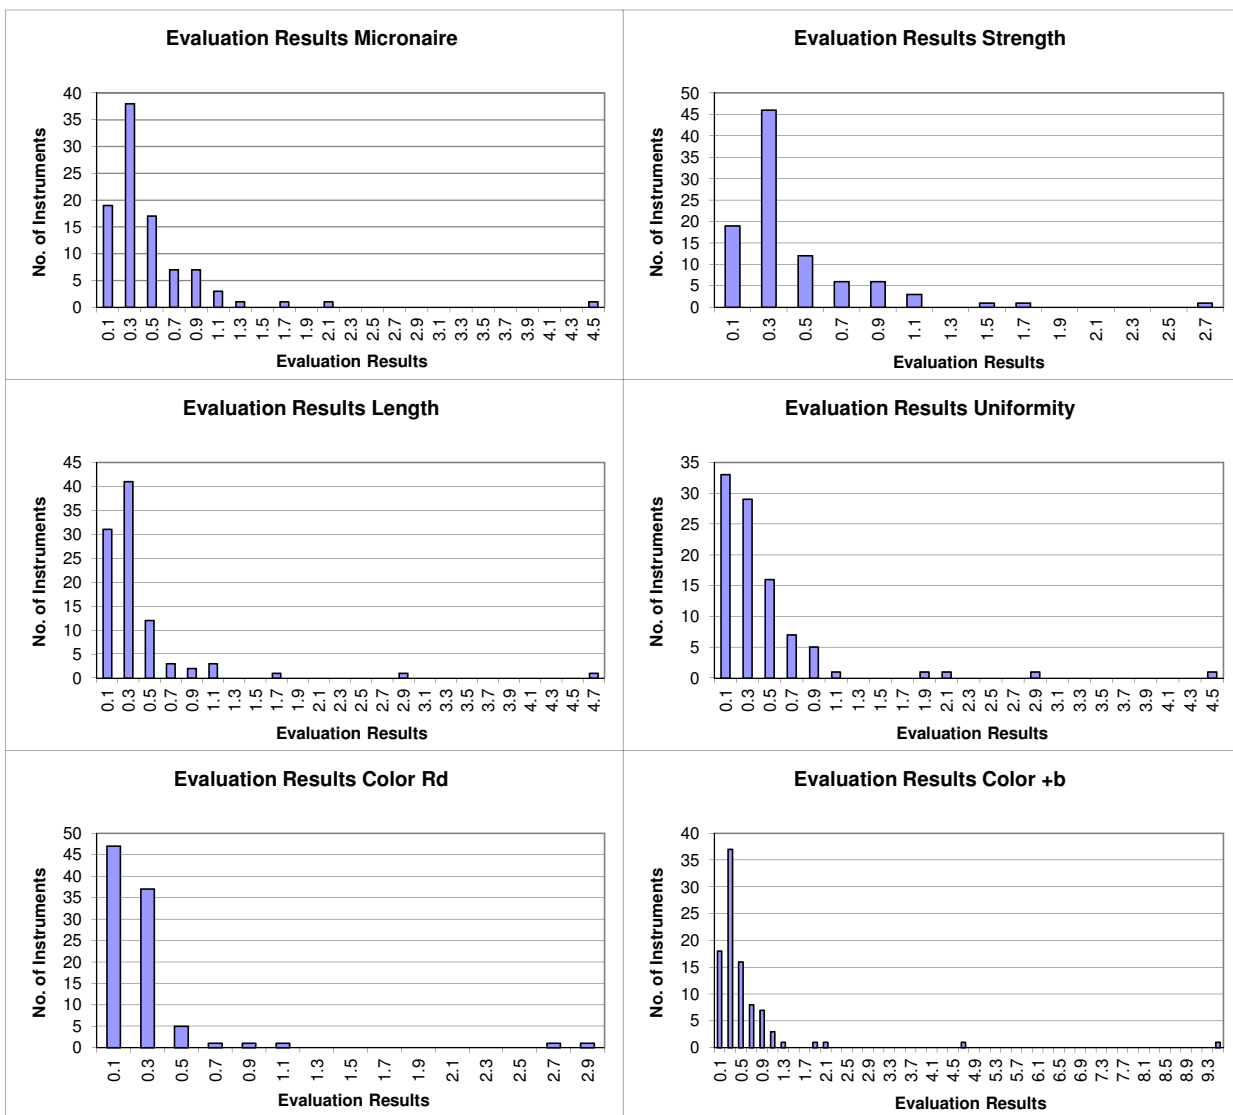 Evaluation Results Micronaire
No. of Instruments
40
35
30
25
20
15
10
5
0
0.1 0.3 0.5 0.7 0.9 1.1 1.3 1.5 1.7 1.9 2.1 2.3 2.5 2.7 2.9 3.1 3.3 3.5 3.7 3.9 4.1 4.3 4.5
Evaluation Results
Evaluation Results Strength
No. of Instruments
50
45
40
35
30
25
20
15
10
5
0
0.1 0.3 0.5 0.7 0.9 1.1 1.3 1.5 1.7 1.9 2.1 2.3 2.5 2.7
Evaluation Results
Evaluation Results Length
No. of Instruments
45
40
35
30
25
20
15
10
5
0
0.1 0.3 0.5 0.7 0.9 1.1 1.3 1.5 1.7 1.9 2.1 2.3 2.5 2.7 2.9 3.1 3.3 3.5 3.7 3.9 4.1 4.3 4.5 4.7
Evaluation Results
Evaluation Results Uniformity
No. of Instruments
35
30
25
20
15
10
5
0
0.1 0.3 0.5 0.7 0.9 1.1 1.3 1.5 1.7 1.9 2.1 2.3 2.5 2.7 2.9 3.1 3.3 3.5 3.7 3.9 4.1 4.3 4.5
Evaluation Results
Evaluation Results Color Rd
No. of Instruments
50
45
40
35
30
25
20
15
10
5
0
0.1 0.3 0.5 0.7 0.9 1.1 1.3 1.5 1.7 1.9 2.1 2.3 2.5 2.7 2.9
Evaluation Results
Evaluation Results Color +b
No. of Instruments
40
35
30
25
20
15
10
5
0
0.1 0.5 0.9 1.3 1.7 2.1 2.5 2.9 3.3 3.7 4.1 4.5 4.9 5.3 5.7 6.1 6.5 6.9 7.3 7.7 8.1 8.5 8.9 9.3
Evaluation Results